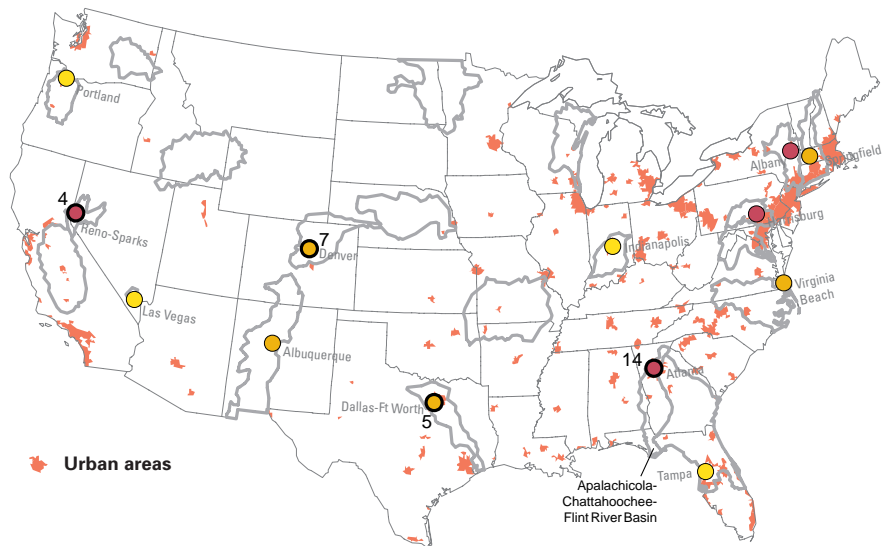 Portland
4
Reno-Sparks
Las Vegas
7
Denver
Albuquerque
Dallas-Ft Worth
5
Indianapolis
Albany
Springfield
Harrisburg
Virginia
Beach
14
Atlanta
Tampa
Apalachicola-
Chattahoochee-
Flint River Basin
Urban areas